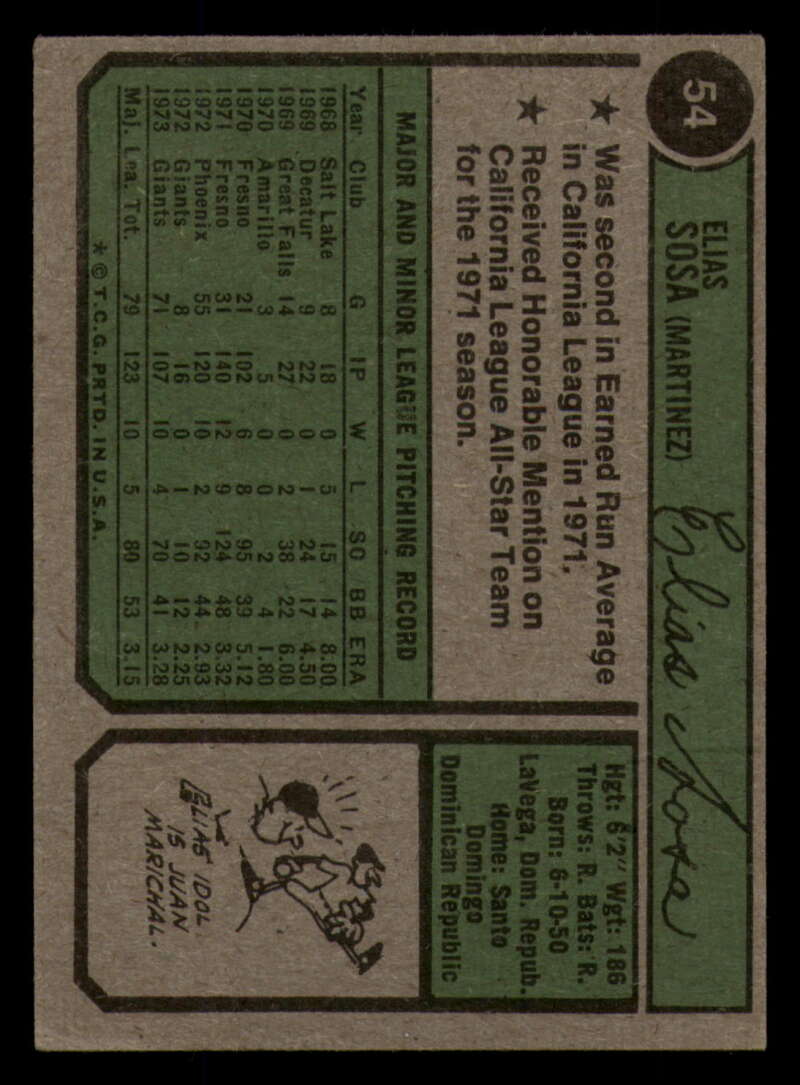 54
ELIAS
SOSA (MARTINEZ)
Elias Sosa
★ Was second in Earned Run Average
in California League in 1971.
★ Received Honorable Mention on
California League All-Star Team
for the 1971 season.
Hgt: 6'2" Wgt: 186
Throws: R. Bats: R.
Born: 6-10-50
LaVega, Dom. Repub.
Home: Santo
Domingo
Dominican Republic
MAJOR AND MINOR LEAGUE PITCHING RECORD
Year Club G IP W L SO BB ERA
1968 Salt Lake 8 18 0 5 15 14 8.00
1969 Decatur 9 22 0 1 24 17 4.50
1969 Great Falls 14 27 0 2 38 22 6.00
1970 Amarillo 3 5 0 0 2 4 1.80
1970 Fresno 21 102 6 8 95 39 5.12
1971 Fresno 31 140 12 9 124 48 3.32
1972 Phoenix 55 120 10 2 92 44 2.93
1972 Giants 8 16 0 1 10 12 2.25
1973 Giants 71 107 10 4 70 41 3.28
Maj. Lea. Tot. 79 123 10 5 80 53 3.15
* © T.C.G. PRTD. IN U.S.A.
ELIAS IDOL
IS JUAN
MARICHAL.